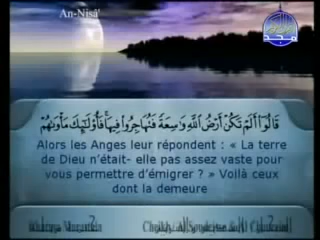 An-Nisâ'
قَالُوٓا۟ أَلَمْ تَكُنْ أَرْضُ ٱللَّهِ وَٰسِعَةً فَتُهَاجِرُوا۟ فِيهَا ۚ فَأُو۟لَٰٓئِكَ مَأْوَىٰهُمْ
Alors les Anges leur répondent : « La terre
de Dieu n'était- elle pas assez vaste pour
vous permettre d'émigrer ? » Voilà ceux
dont la demeure